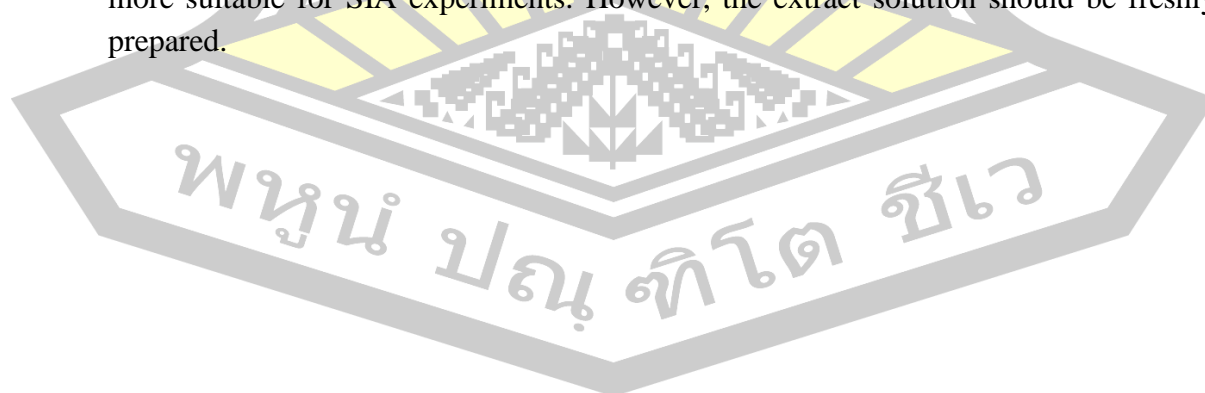 more suitable for SIA experiments. However, the extract solution should be freshly
prepared.
พหูนํ ปณฺฑิโต ชีเว